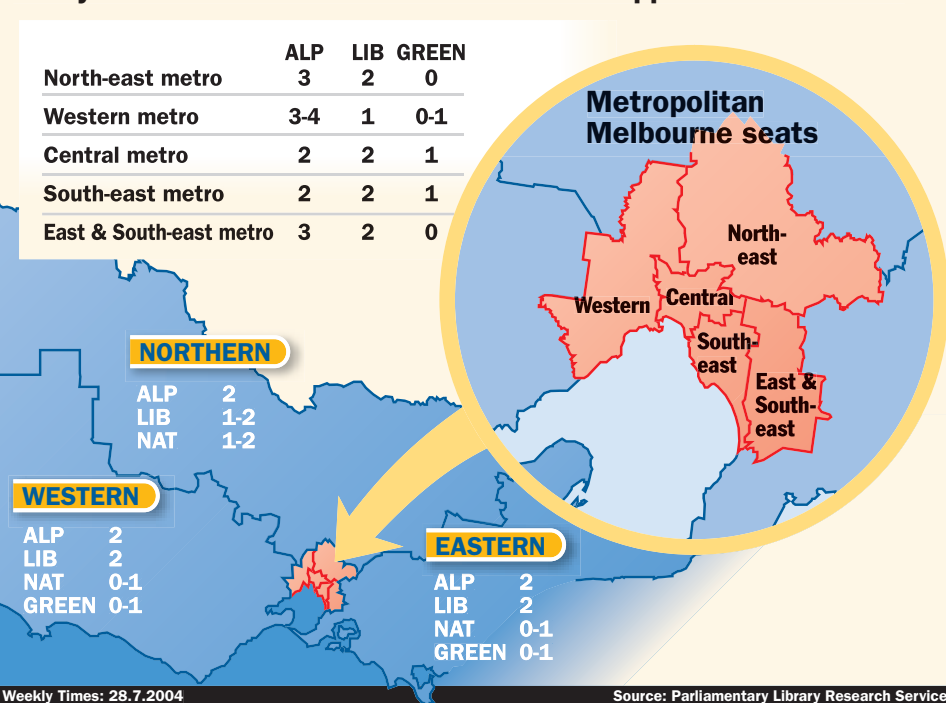 ALP LIB GREEN
North-east metro 3 2 0
Western metro 3-4 1 0-1
Central metro 2 2 1
South-east metro 2 2 1
East & South-east metro 3 2 0
Metropolitan
Melbourne seats
North-
east
Western
Central
South-
east
East &
South-
east
NORTHERN
ALP 2
LIB 1-2
NAT 1-2
WESTERN
ALP 2
LIB 2
NAT 0-1
GREEN 0-1
EASTERN
ALP 2
LIB 2
NAT 0-1
GREEN 0-1
Weekly Times: 28.7.2004
Source: Parliamentary Library Research Service